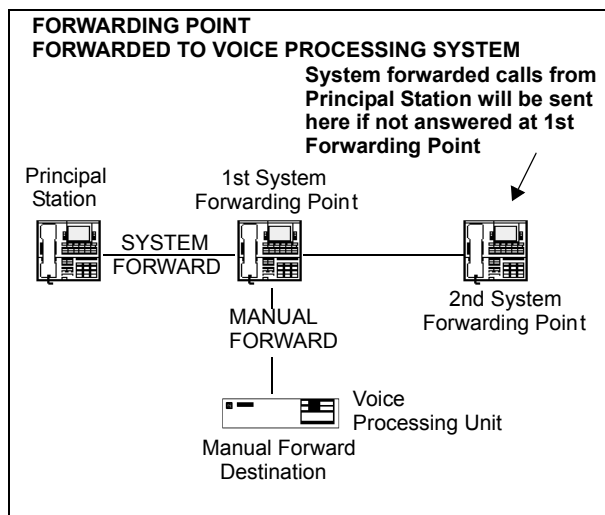 FORWARDING POINT
FORWARDED TO VOICE PROCESSING SYSTEM
System forwarded calls from
Principal Station will be sent
here if not answered at 1st
Forwarding Point
Principal
Station
1st System
Forwarding Point
SYSTEM
FORWARD
2nd System
Forwarding Point
MANUAL
FORWARD
Voice
Processing Unit
Manual Forward
Destination